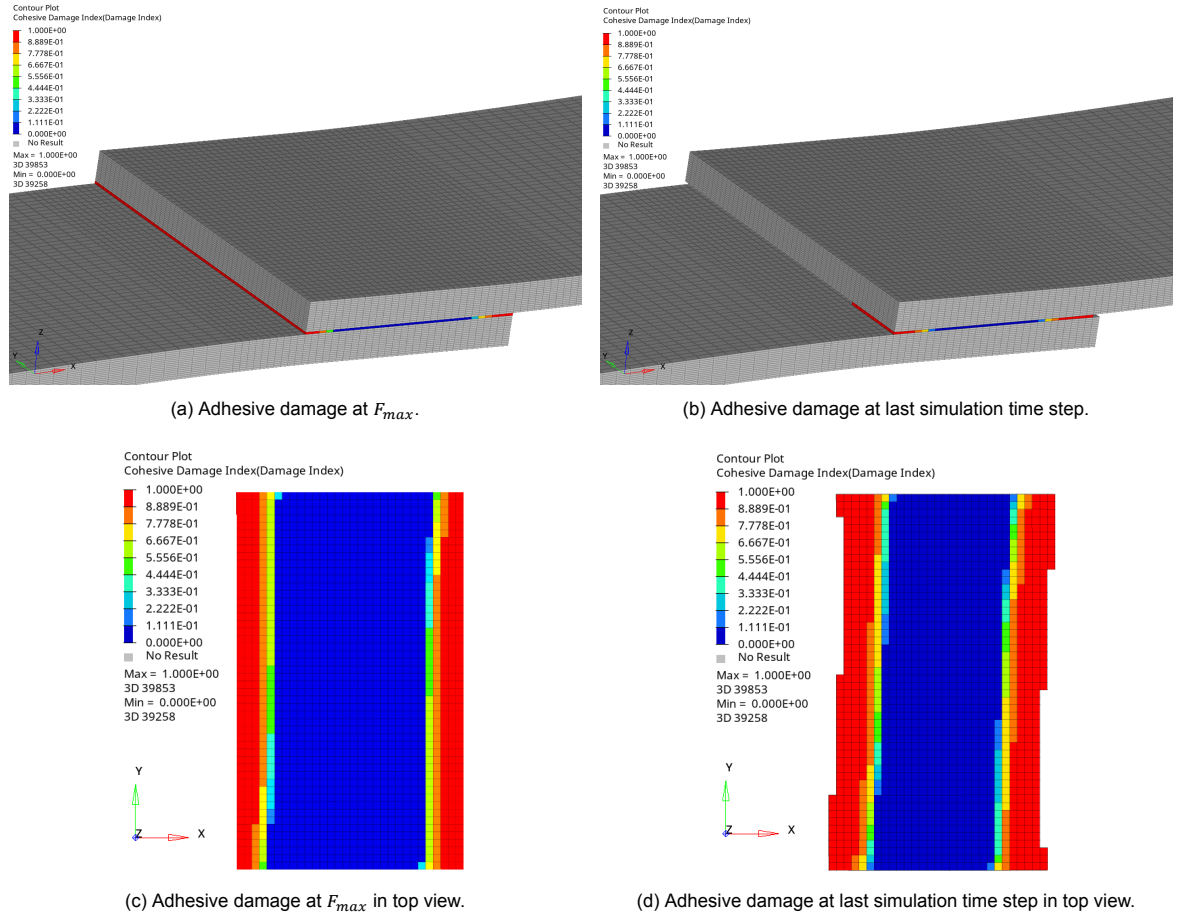 Contour Plot
Cohesive Damage Index(Damage Index)
1.000E+00
8.889E-01
7.778E-01
6.667E-01
5.556E-01
4.444E-01
3.333E-01
2.222E-01
1.111E-01
0.000E+00
No Result
Max = 1.000E+00
3D 39853
Min = 0.000E+00
3D 39258
Z
Y
X
(a) Adhesive damage at Fmax.
Contour Plot
Cohesive Damage Index(Damage Index)
1.000E+00
8.889E-01
7.778E-01
6.667E-01
5.556E-01
4.444E-01
3.333E-01
2.222E-01
1.111E-01
0.000E+00
No Result
Max = 1.000E+00
3D 39853
Min = 0.000E+00
3D 39258
Z
Y
X
(b) Adhesive damage at last simulation time step.
Contour Plot
Cohesive Damage Index(Damage Index)
1.000E+00
8.889E-01
7.778E-01
6.667E-01
5.556E-01
4.444E-01
3.333E-01
2.222E-01
1.111E-01
0.000E+00
No Result
Max = 1.000E+00
3D 39853
Min = 0.000E+00
3D 39258
Y
Z X
(c) Adhesive damage at Fmax in top view.
Contour Plot
Cohesive Damage Index(Damage Index)
1.000E+00
8.889E-01
7.778E-01
6.667E-01
5.556E-01
4.444E-01
3.333E-01
2.222E-01
1.111E-01
0.000E+00
No Result
Max = 1.000E+00
3D 39853
Min = 0.000E+00
3D 39258
Y
Z X
(d) Adhesive damage at last simulation time step in top view.